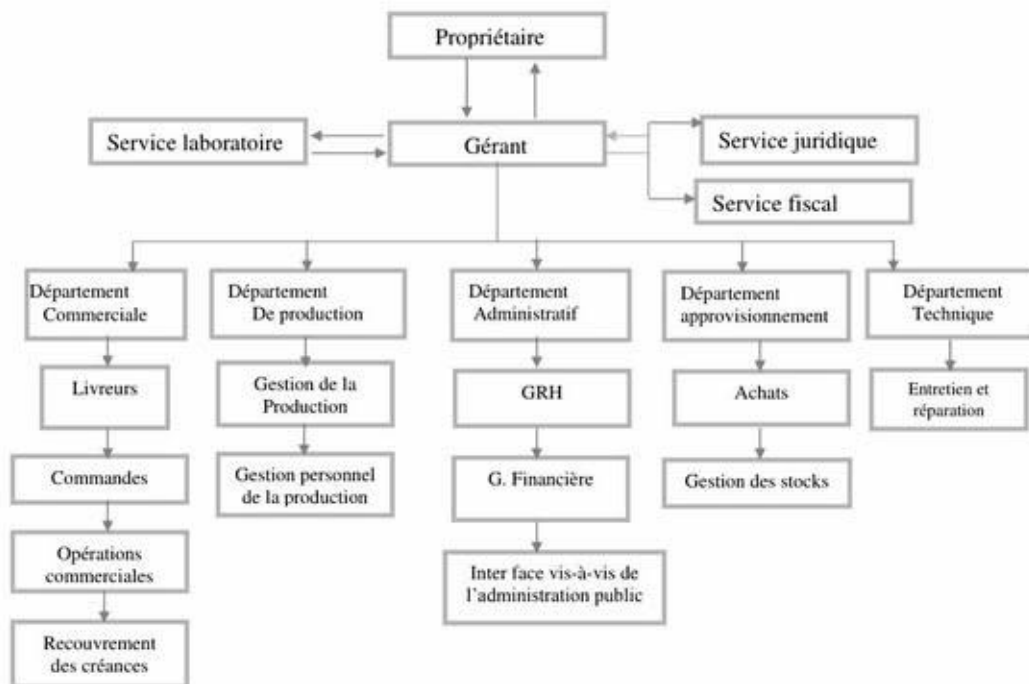 Propriétaire
Service laboratoire
Gérant
Service juridique
Service fiscal
Département
Commerciale
Département
De production
Département
Administratif
Département
approvisionnement
Département
Technique
Livreurs
Gestion de la
Production
GRH
Achats
Entretien et
réparation
Commandes
Gestion personnel
de la production
G. Financière
Gestion des stocks
Opérations
commerciales
Inter face vis-à-vis de
l’administration public
Recouvrement
des créances